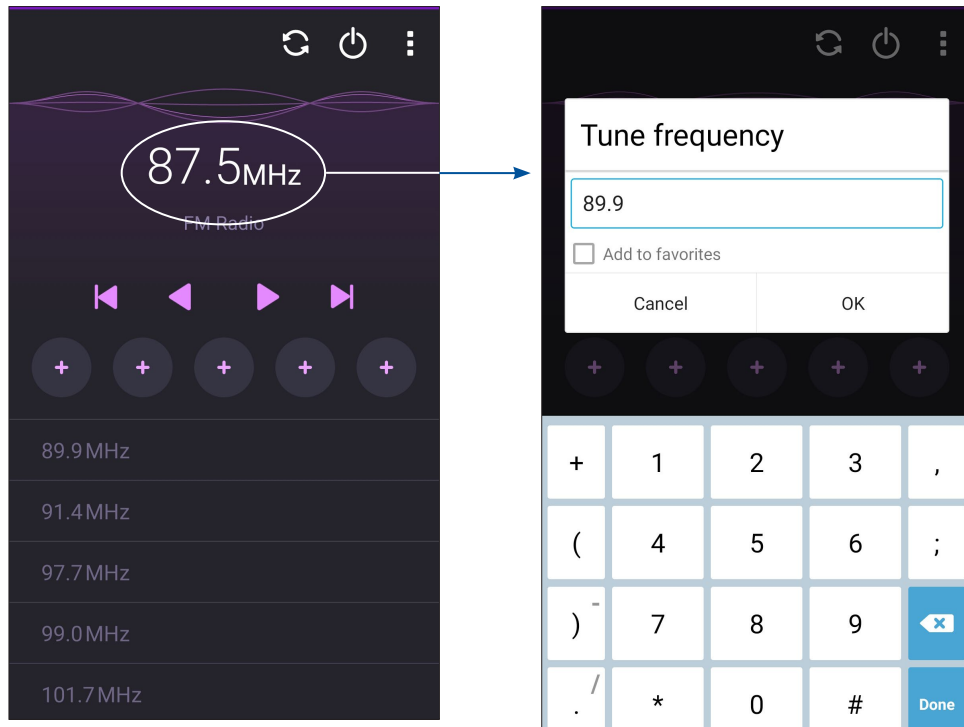 87.5MHz
FM Radio
+ + + + +
89.9MHz
91.4MHz
97.7MHz
99.0MHz
101.7MHz
Tune frequency
89.9
Add to favorites
Cancel OK
+ + + + +
+ 1 2 3 ,
( 4 5 6 ;
) - 7 8 9
. / * 0 # Done